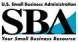 U.S. Small Business Administration
SBA
Your Small Business Resource